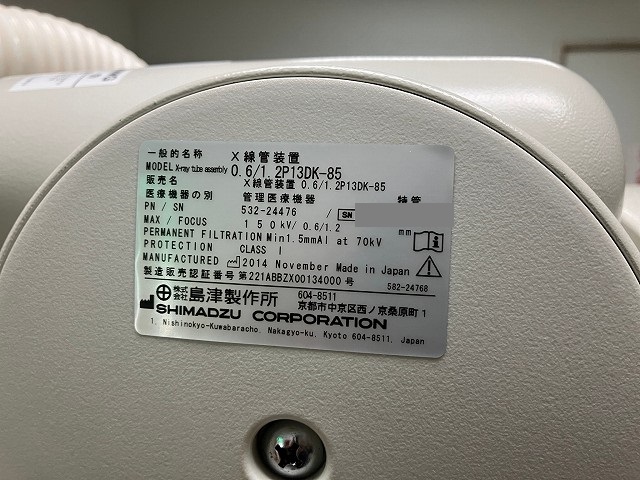 一般的名称 X線管装置
MODEL X-ray tube assembly 0.6/1.2P13DK-85
販売名 X線管装置 0.6/1.2P13DK-85
医療機器の別 管理医療機器 特管
PN / SN 532-24476 / SN
MAX / FOCUS 150kV/ 0.6/1.2 mm
PERMANENT FILTRATION Min1.5mmAl at 70kV
PROTECTION CLASS I
MANUFACTURED 2014 November Made in Japan
製造販売認証番号 第221ABBZX00134000号 582-24768
株式会社 島津製作所 604-8511
京都市中京区西ノ京桑原町1
SHIMADZU CORPORATION
1, Nishinokyo-Kuwabaracho, Nakagyo-ku, Kyoto 604-8511, Japan